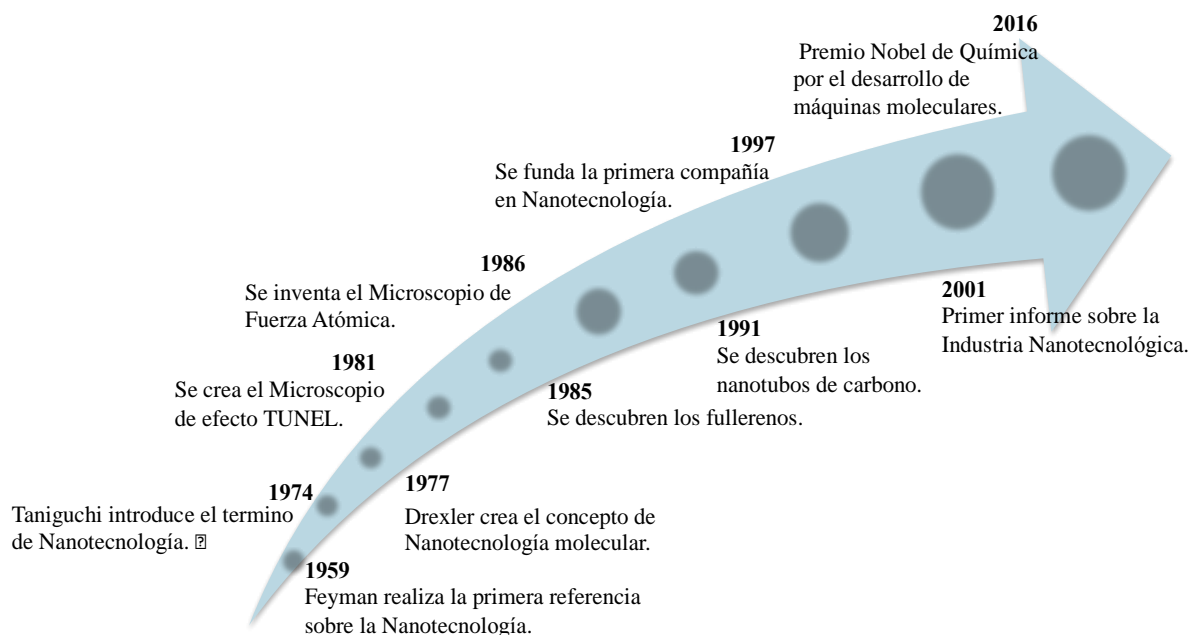 2016
Premio Nobel de Química
por el desarrollo de
máquinas moleculares.
1997
Se funda la primera compañía
en Nanotecnología.
1986
Se inventa el Microscopio de
Fuerza Atómica.
2001
Primer informe sobre la
Industria Nanotecnológica.
1991
Se descubren los
nanotubos de carbono.
1981
Se crea el Microscopio
de efecto TUNEL.
1985
Se descubren los fullerenos.
1974
Taniguchi introduce el termino
de Nanotecnología. ⍰
1977
Drexler crea el concepto de
Nanotecnología molecular.
1959
Feyman realiza la primera referencia
sobre la Nanotecnología.